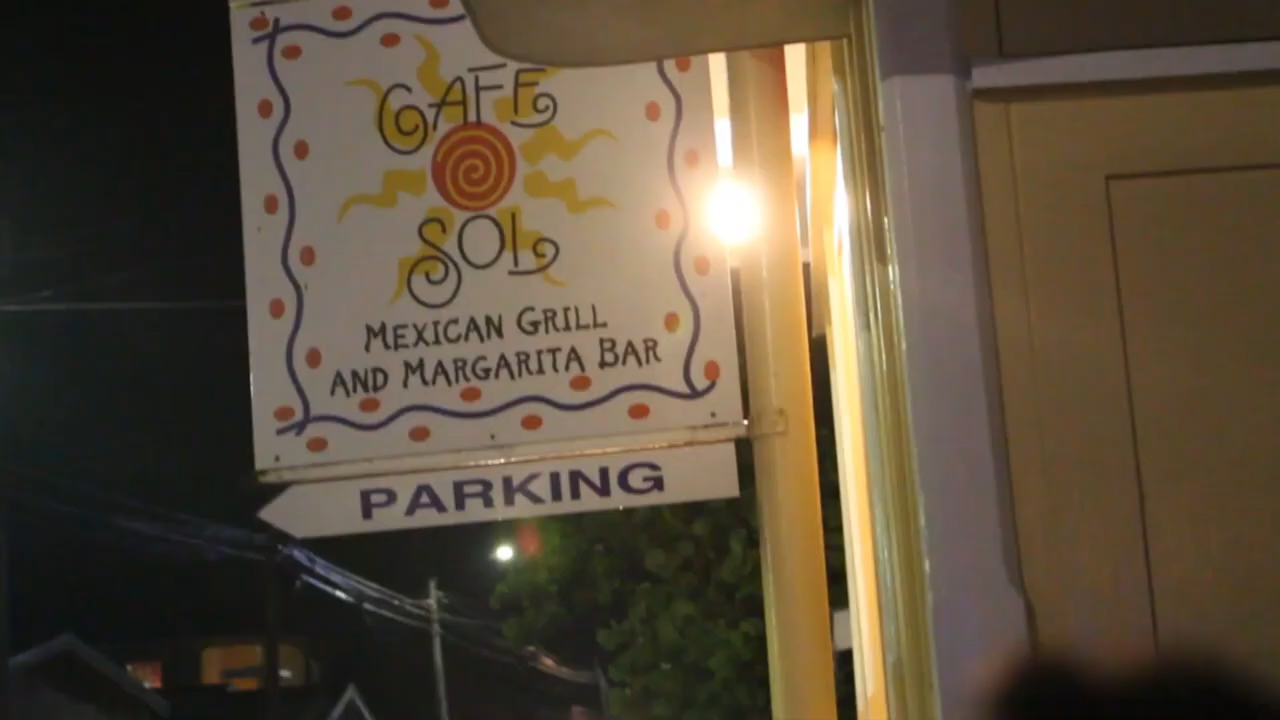 CAFE
SOL
MEXICAN GRILL
AND MARGARITA BAR
PARKING